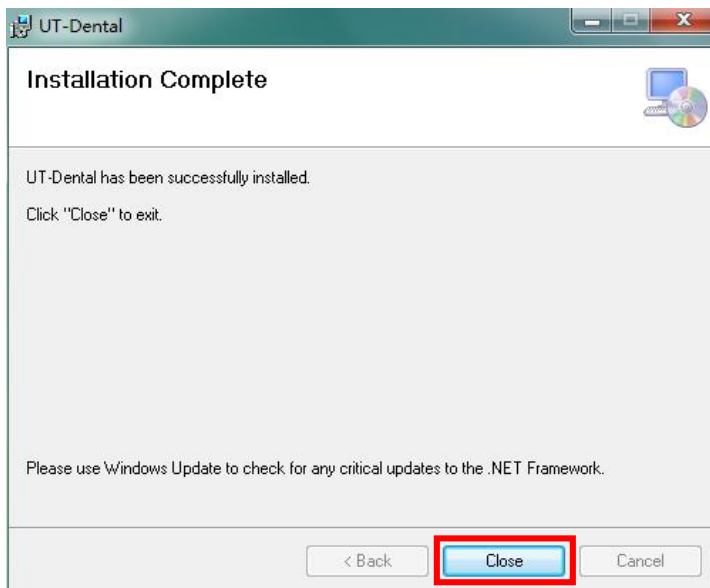 UT-Dental
Installation Complete
UT-Dental has been successfully installed.
Click "Close" to exit.
Please use Windows Update to check for any critical updates to the .NET Framework.
< Back
Close
Cancel